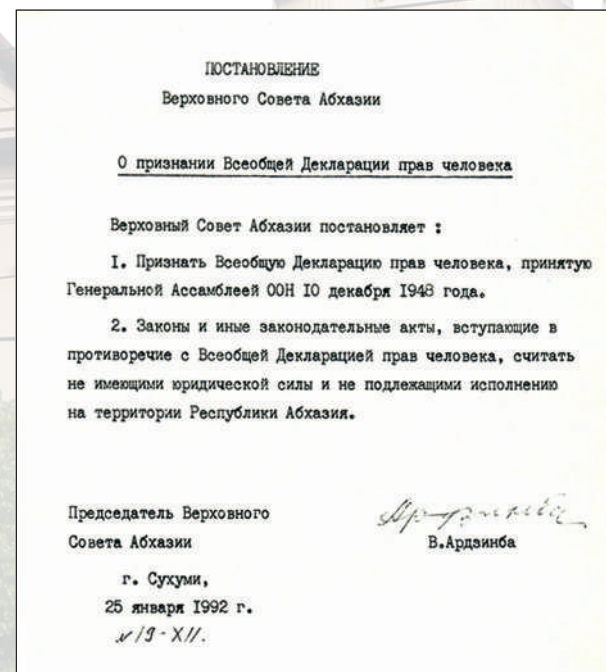 ПОСТАНОВЛЕНИЕ
Верховного Совета Абхазии
О признании Всеобщей Декларации прав человека
Верховный Совет Абхазии постановляет :
I. Признать Всеобщую Декларацию прав человека, принятую
Генеральной Ассамблеей ООН IO декабря I948 года.
2. Законы и иные законодательные акты, вступающие в
противоречие с Всеобщей Декларацией прав человека, считать
не имеющими юридической силы и не подлежащими исполнению
на территории Республики Абхазия.
Председатель Верховного
Совета Абхазии
Ардзинба
В.Ардзинба
г. Сухуми,
25 января I992 г.
N 19-XII.